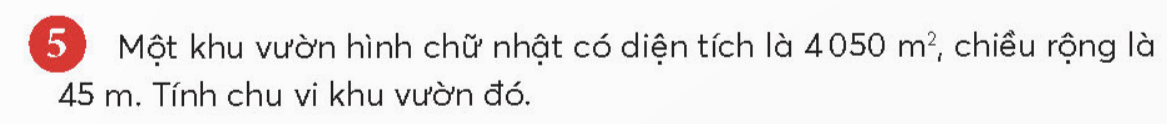 5 Một khu vườn hình chữ nhật có diện tích là 4 050 m², chiều rộng là
45 m. Tính chu vi khu vườn đó.